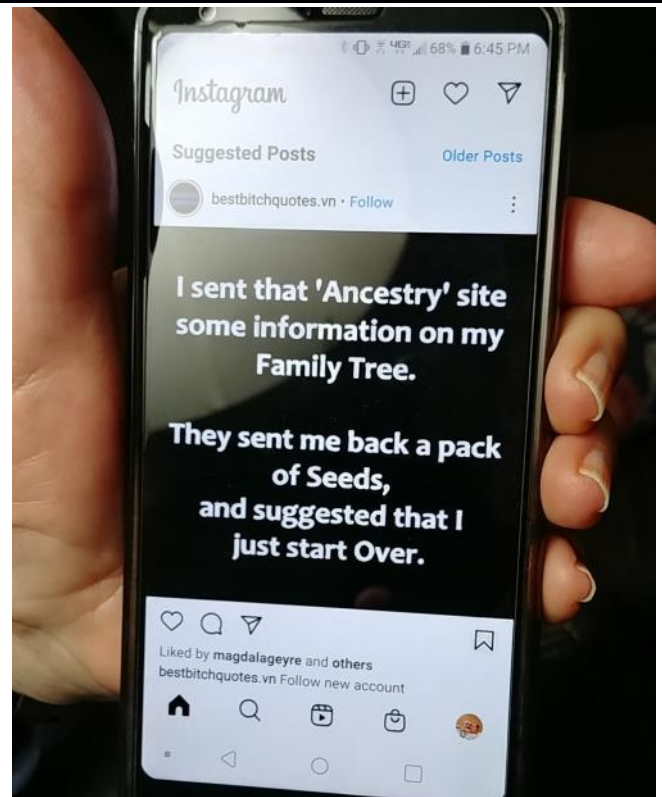 4GE 68% 6:45 PM
Instagram
Suggested Posts Older Posts
bestbitchquotes.vn • Follow
I sent that 'Ancestry' site
some information on my
Family Tree.
They sent me back a pack
of Seeds,
and suggested that I
just start Over.
Liked by magdalageyre and others
bestbitchquotes.vn Follow new account